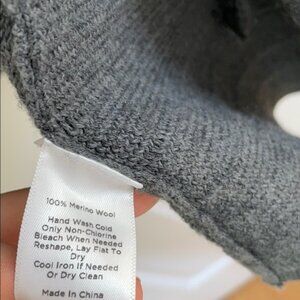 100% Merino Wool
Hand Wash Cold
Only Non-Chlorine
Bleach When Needed
Reshape, Lay Flat To
Dry
Cool Iron If Needed
Or Dry Clean
Made In China